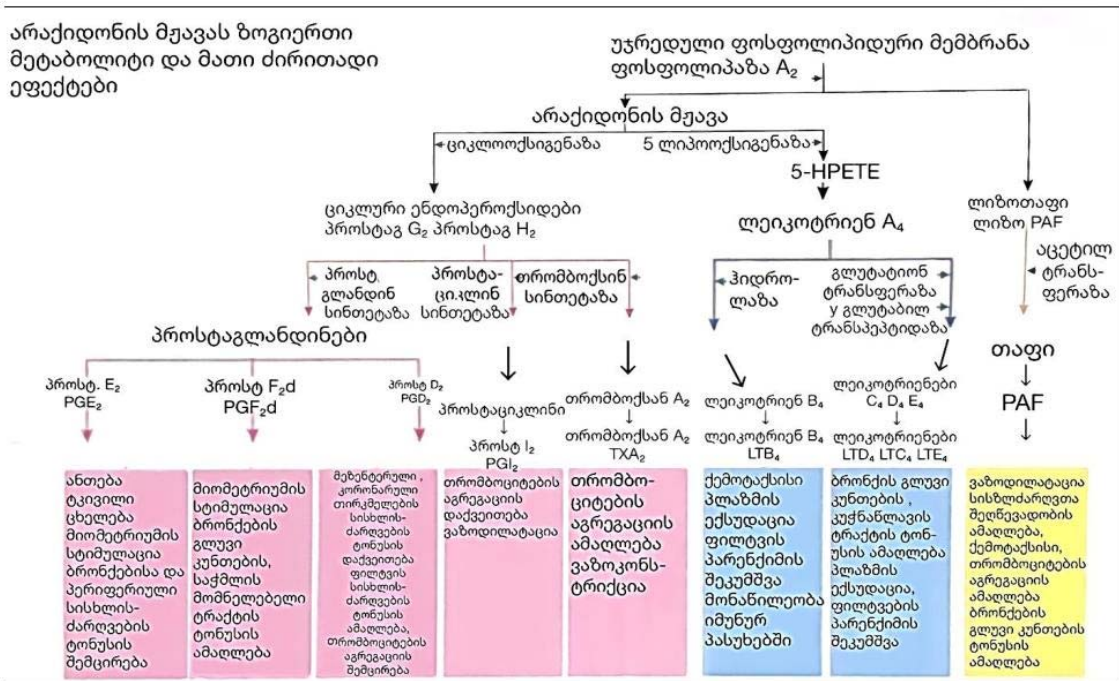 არაქიდონის მჟავას ზოგიერთი
მეტაბოლიტი და მათი ძირითადი
ეფექტები
უჯრედული ფოსფოლიპიდური მემბრანა
ფოსფოლიპაზა A₂
არაქიდონის მჟავა
ციკლოოქსიგენაზა
5 ლიპოოქსიგენაზა
5-HPETE
ციკლური ენდოპეროქსიდები
პროსტაგ G₂ პროსტაგ H₂
ლეიკოტრიენ A₄
ლიზოთაფი
ლიზო PAF
პროსტ.
გლანდინ
სინთეტაზა
პროსტა-
ციკლინ
სინთეტაზა
თრომბოქსინ
სინთეტაზა
ჰიდრო-
ლაზა
გლუტათიონ
ტრანსფერაზა
y გლუტაბილ
ტრანსპეპტიდაზა
აცეტილ
ტრანს-
ფერაზა
პროსტაგლანდინები
თაფი
PAF
პროსტ. E₂
PGE₂
პროსტ F₂d
PGF₂d
პროსტ D₂
PGD₂
პროსტაციკლინი
პროსტ I₂
PGI₂
თრომბოქსან A₂
თრომბოქსან A₂
TXA₂
ლეიკოტრიენ B₄
ლეიკოტრიენ B₄
LTB₄
ლეიკოტრიენები
C₄ D₄ E₄
ლეიკოტრიენები
LTD₄ LTC₄ LTE₄
ანთება
ტკივილი
ცხელება
მიომეტრიუმის
სტიმულაცია
ბრონქებისა და
პერიფერიული
სისხლის-
ძარღვების
ტონუსის
შემცირება
მიომეტრიუმის
სტიმულაცია
ბრონქების
გლუვი
კუნთების,
საჭმლის
მომნელებელი
ტრაქტის
ტონუსის
ამაღლება
მეზენტერული,
კორონარული
თირკმელების
სისხლის-
ძარღვების
ტონუსის
დაქვეითება
ფილტვის
სისხლის-
ძარღვების
ტონუსის
ამაღლება,
თრომბოციტების
აგრეგაციის
შემცირება
თრომბოციტების
აგრეგაციის
დაქვეითება
ვაზოდილატაცია
თრომბო-
ციტების
აგრეგაციის
ამაღლება
ვაზოკონს-
ტრიქცია
ქემოტაქსისი
პლაზმის
ექსუდაცია
ფილტვის
პარენქიმის
შეკუმშვა
მონაწილეობა
იმუნურ
პასუხებში
ბრონქის გლუვი
კუნთების,
კუჭნაწლავის
ტრაქტის ტონ-
უსის ამაღლება
პლაზმის
ექსუდაცია,
ფილტვების
პარენქიმის
შეკუმშვა
ვაზოდილატაცია
სისზლძარღვთა
შეღწევადობის
ამაღლება,
ქემოტაქსისი,
თრომბოციტების
აგრეგაციის
ამაღლება
ბრონქების
გლუვი კუნთების
ტონუსის
ამაღლება